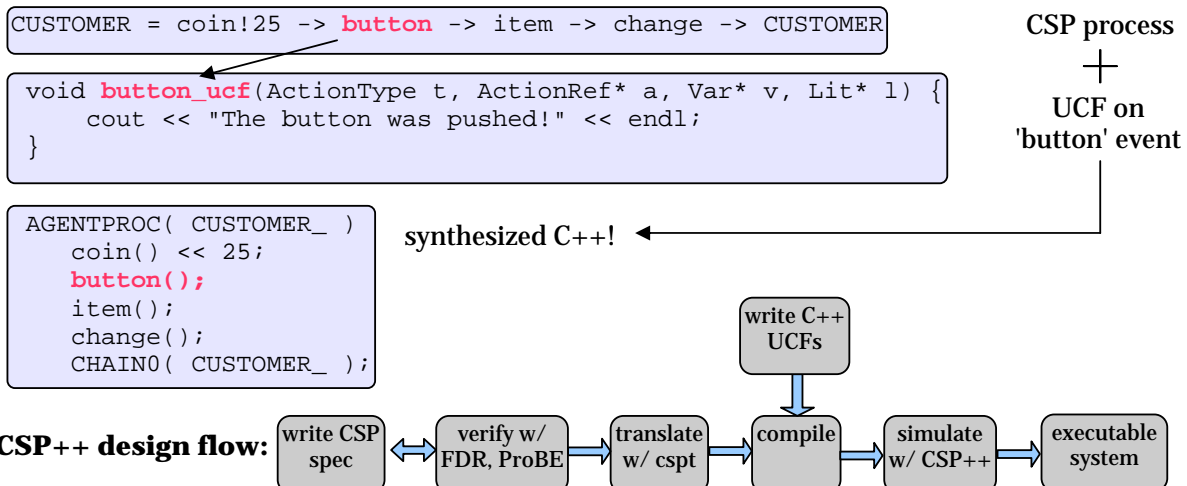 CUSTOMER = coin!25 -> button -> item -> change -> CUSTOMER
void button_ucf(ActionType t, ActionRef* a, Var* v, Lit* l) {
cout << "The button was pushed!" << endl;
}
CSP process
+
UCF on
'button' event
AGENTPROC( CUSTOMER_ )
coin() << 25;
button();
item();
change();
CHAIN0( CUSTOMER_ );
synthesized C++!
write C++
UCFs
CSP++ design flow:
write CSP
spec
verify w/
FDR, ProBE
translate
w/ cspt
compile
simulate
w/ CSP++
executable
system